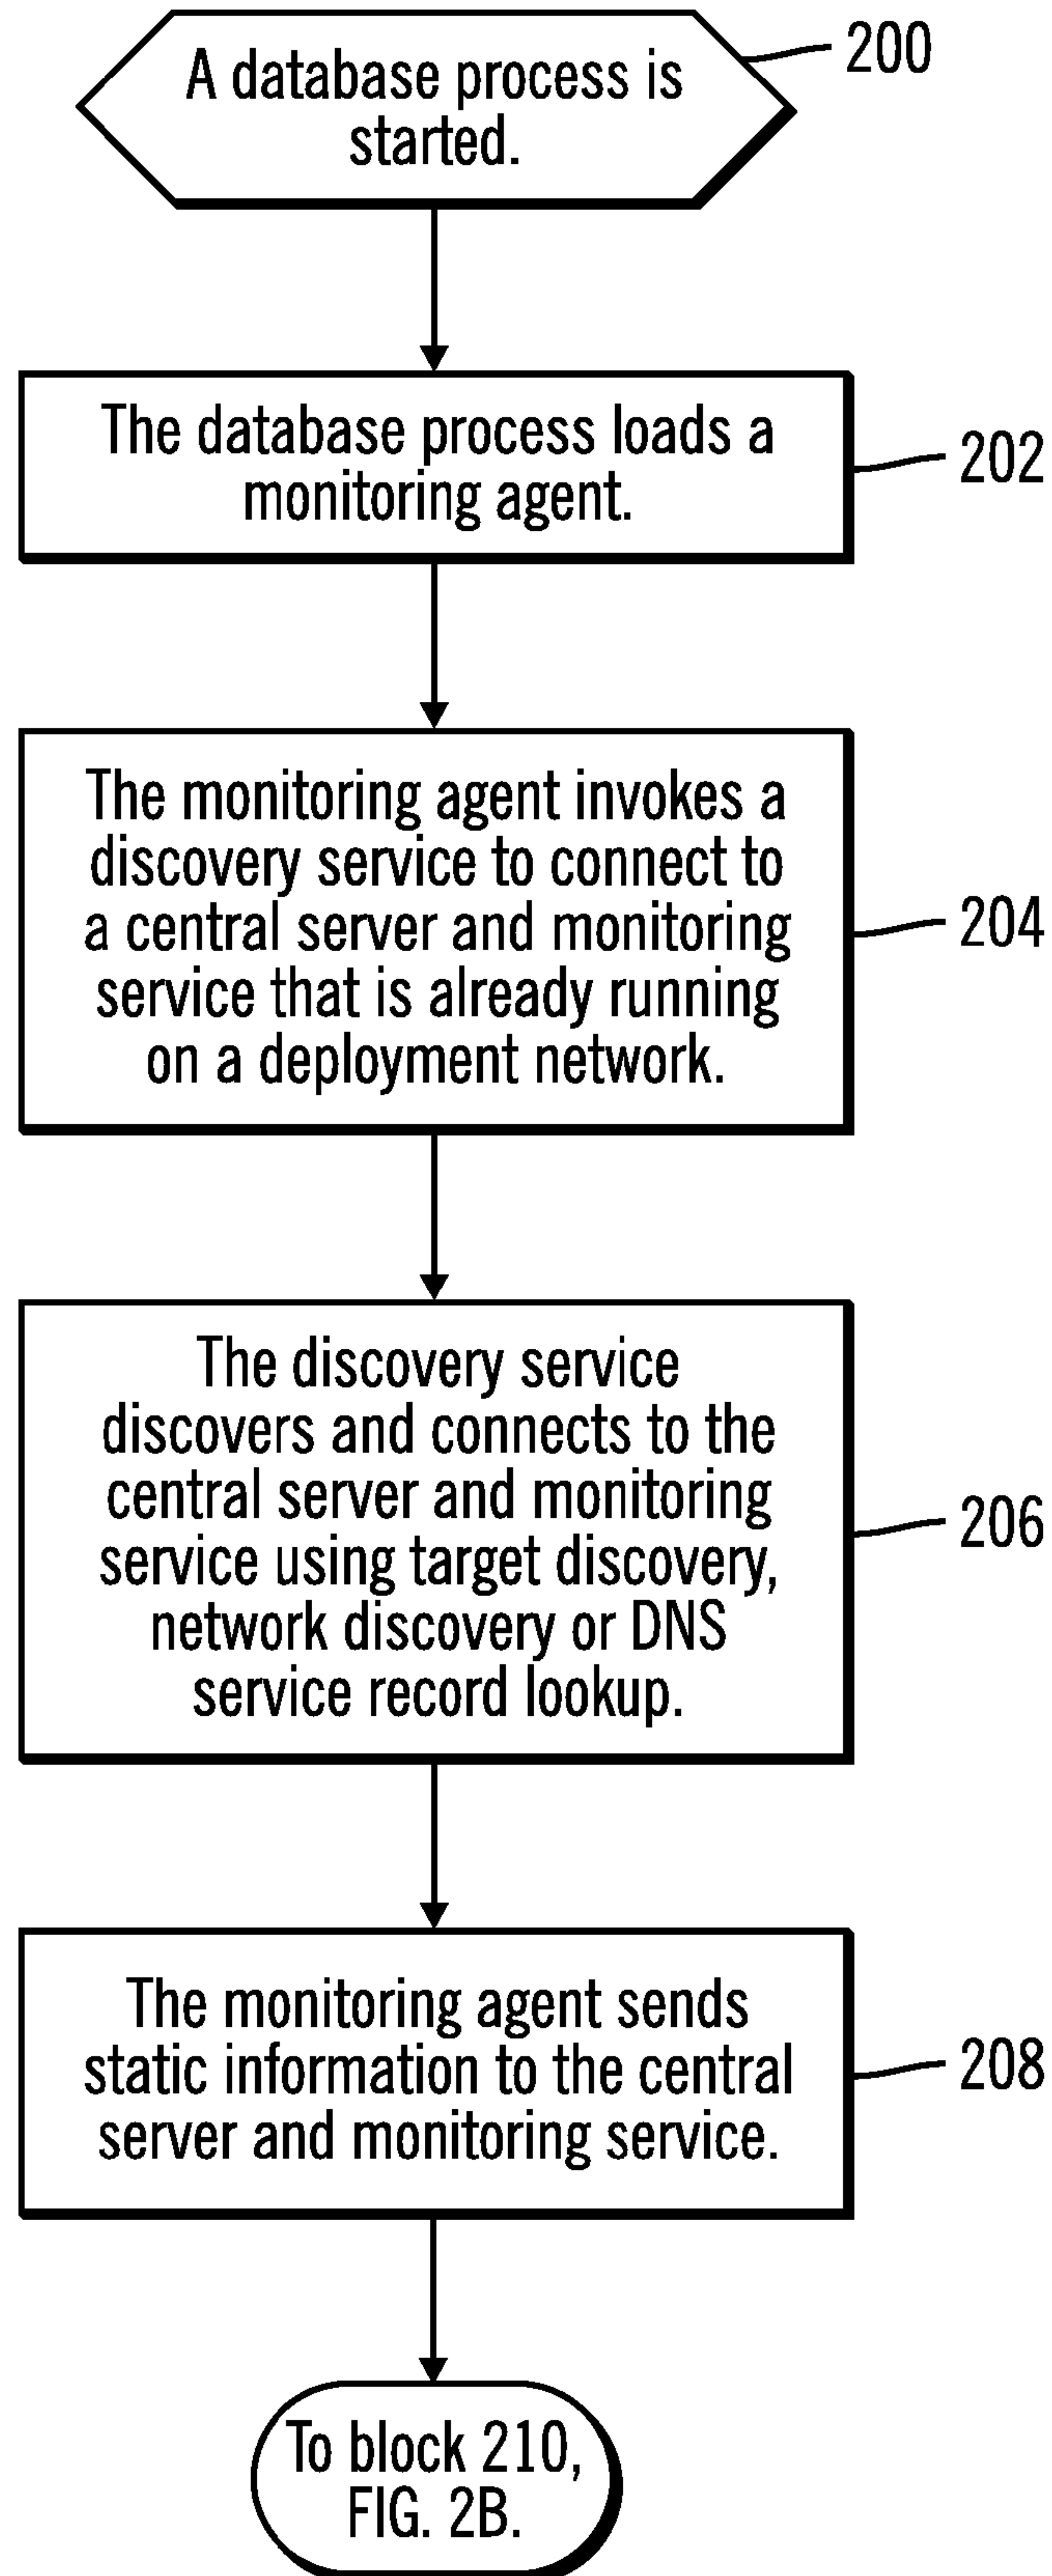 A database process is
started.
200
The database process loads a
monitoring agent.
202
The monitoring agent invokes a
discovery service to connect to
a central server and monitoring
service that is already running
on a deployment network.
204
The discovery service
discovers and connects to the
central server and monitoring
service using target discovery,
network discovery or DNS
service record lookup.
206
The monitoring agent sends
static information to the central
server and monitoring service.
208
To block 210,
FIG. 2B.